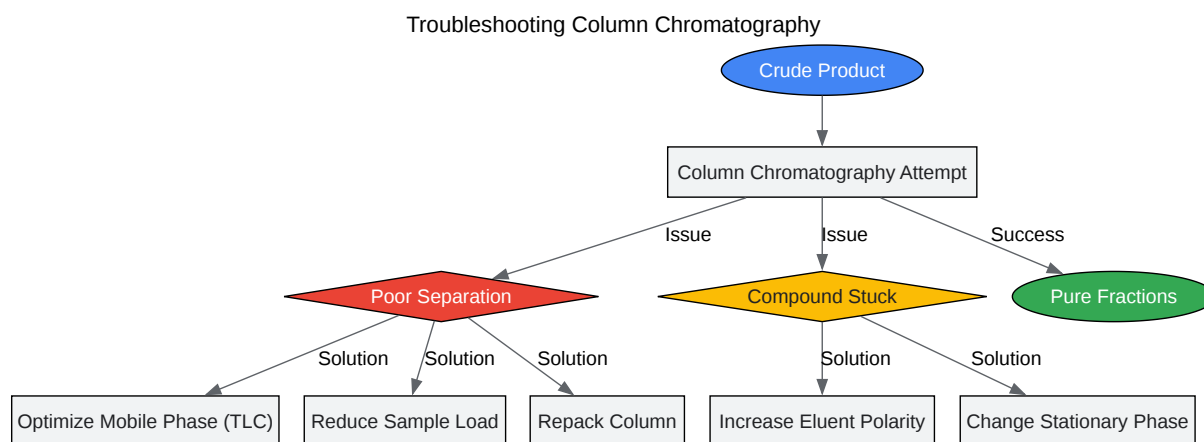 Troubleshooting Column Chromatography
Crude Product
Column Chromatography Attempt
Issue
Issue
Success
Poor Separation
Compound Stuck
Pure Fractions
Solution
Solution
Solution
Solution
Solution
Optimize Mobile Phase (TLC)
Reduce Sample Load
Repack Column
Increase Eluent Polarity
Change Stationary Phase